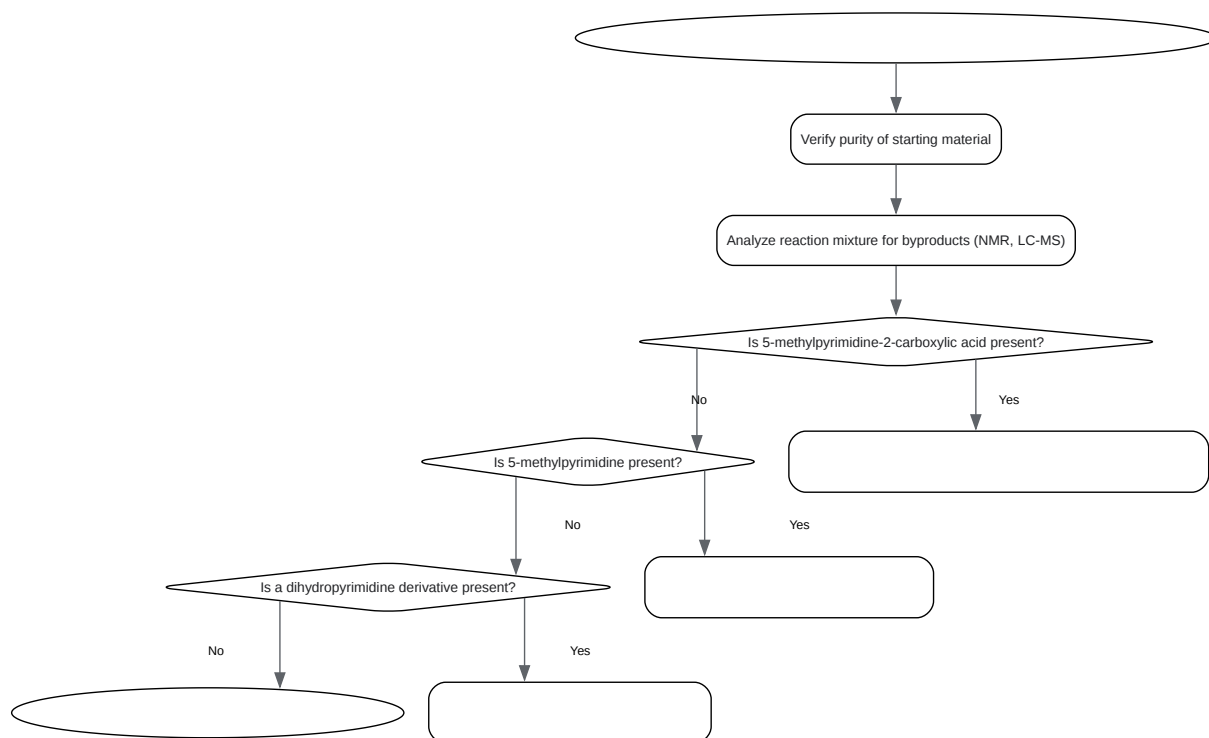 Verify purity of starting material
Analyze reaction mixture for byproducts (NMR, LC-MS)
Is 5-methylpyrimidine-2-carboxylic acid present?
No
Yes
Is 5-methylpyrimidine present?
No
Yes
Is a dihydropyrimidine derivative present?
No
Yes